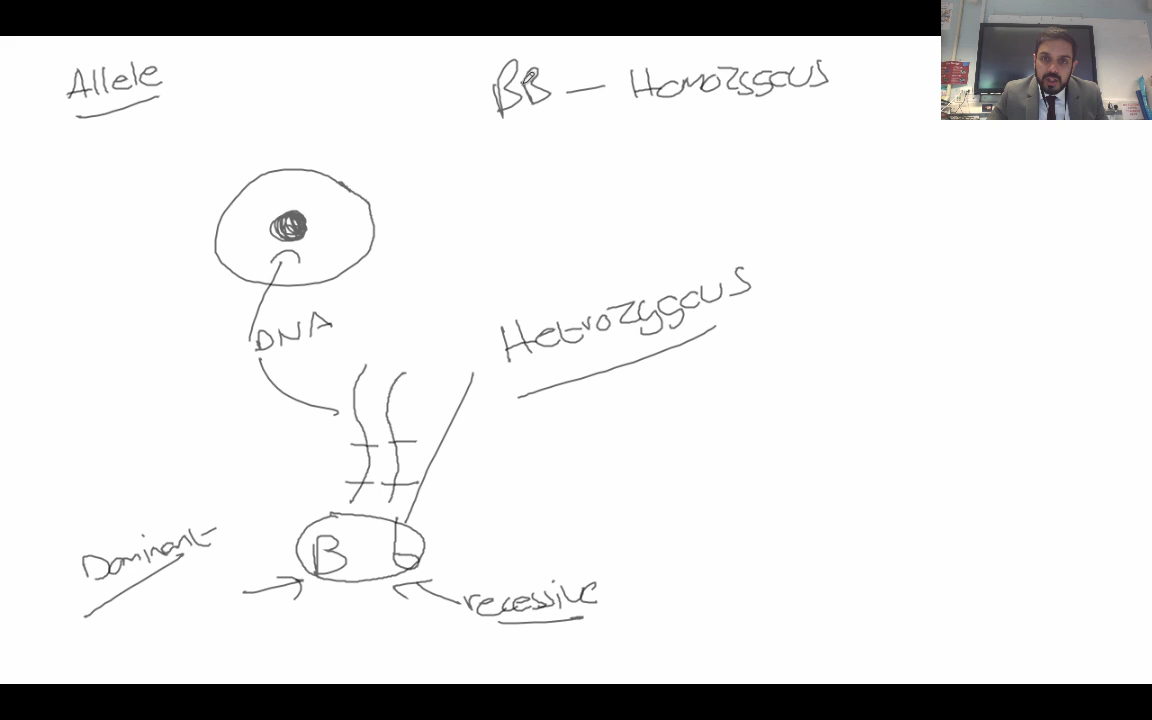 Allele
BB - Homozygous
DNA
Hetrozygous
Dominant
B b
recessive